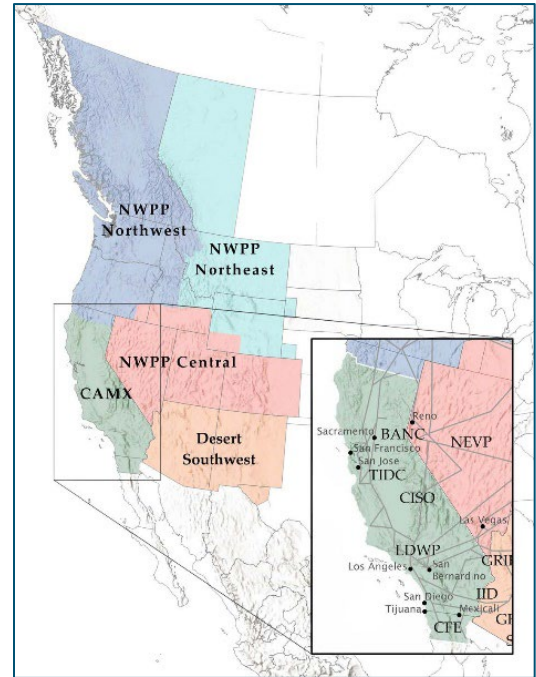 NWPP
Northwest
NWPP
Northeast
NWPP Central
CAMX
Desert
Southwest
Reno
Sacramento
BANC
NEVP
San Francisco
San Jose
TIDC
CISO
Las Vegas
LDWP
GRI
Los Angeles
San
Bernard no
IID
San Diego
Tijuana
Mexicali
CFE